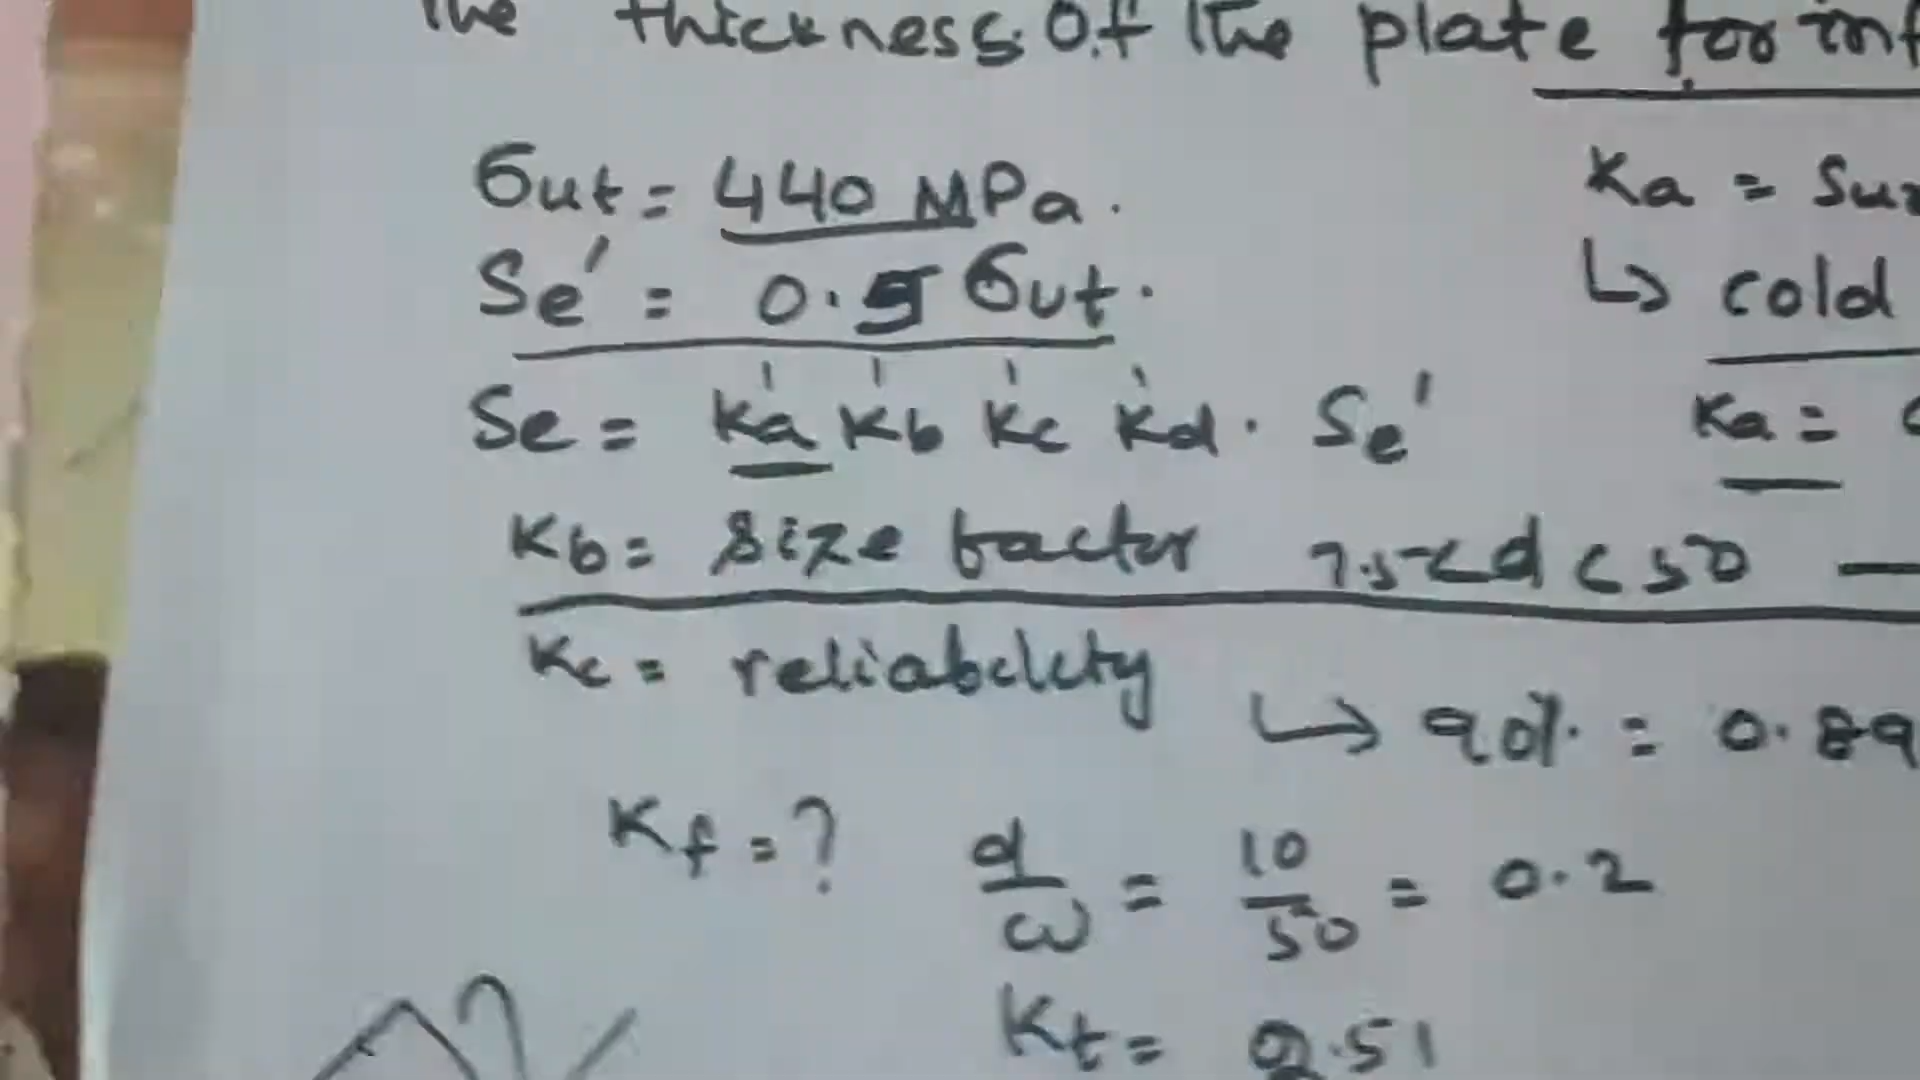 The thickness of the plate for inf
σut = 440 MPa.
Se' = 0.5 σut.
Ka = Sur
↳ cold
Se = Ka Kb Kc Kd . Se'
Ka =
Kb = size factor 7.5 < d < 50 —
Kc = reliability
↳ 90% = 0.89
Kf = ? d/w = 10/50 = 0.2
Kt = 2.51